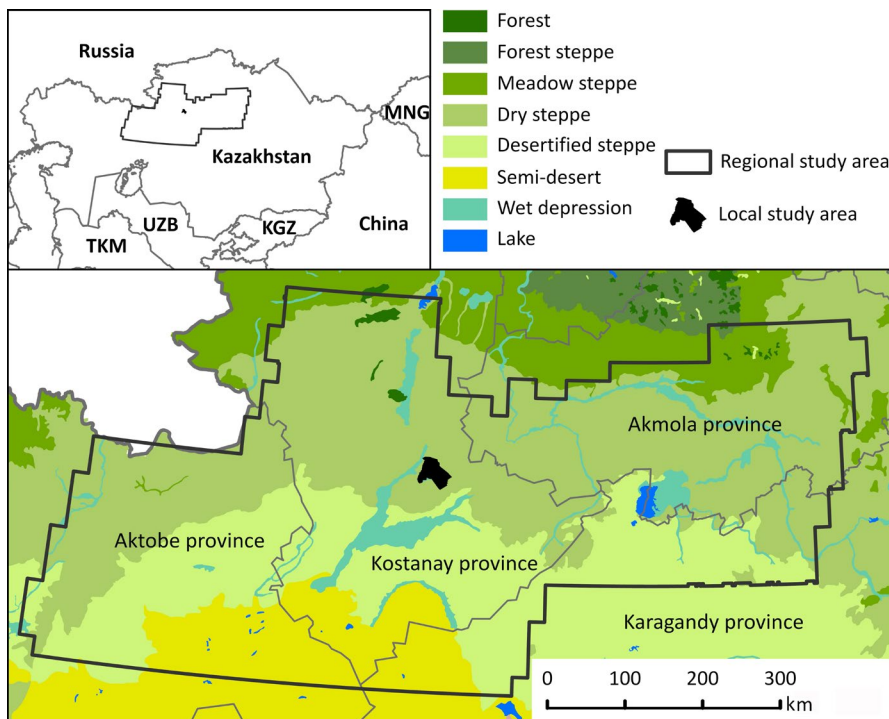 Russia
MNG
Kazakhstan
UZB
KGZ
China
TKM
Forest
Forest steppe
Meadow steppe
Dry steppe
Desertified steppe
Semi-desert
Wet depression
Lake
Regional study area
Local study area
Akmola province
Aktobe province
Kostanay province
Karagandy province
0 100 200 300
km